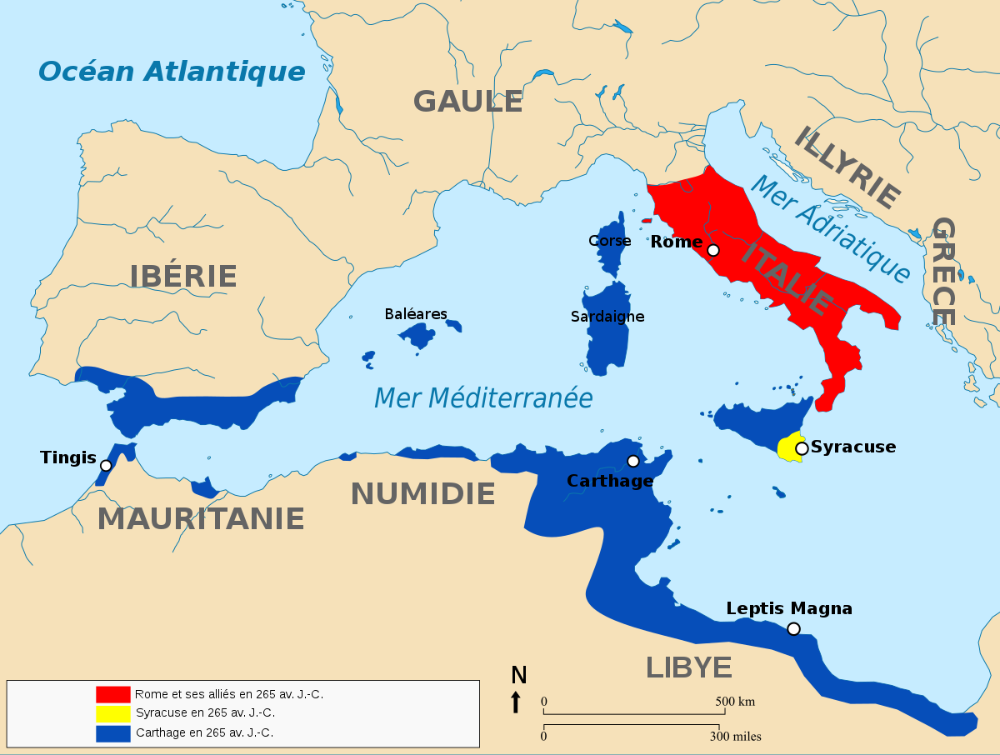 Océan Atlantique
GAULE
ILLYRIE
Mer Adriatique
GRÈCE
Corse
Rome
ITALIE
IBÉRIE
Baléares
Sardaigne
Mer Méditerranée
Tingis
Syracuse
Carthage
NUMIDIE
MAURITANIE
Leptis Magna
LIBYE
N
0 500 km
0 300 miles
Rome et ses alliés en 265 av. J.-C.
Syracuse en 265 av. J.-C.
Carthage en 265 av. J.-C.